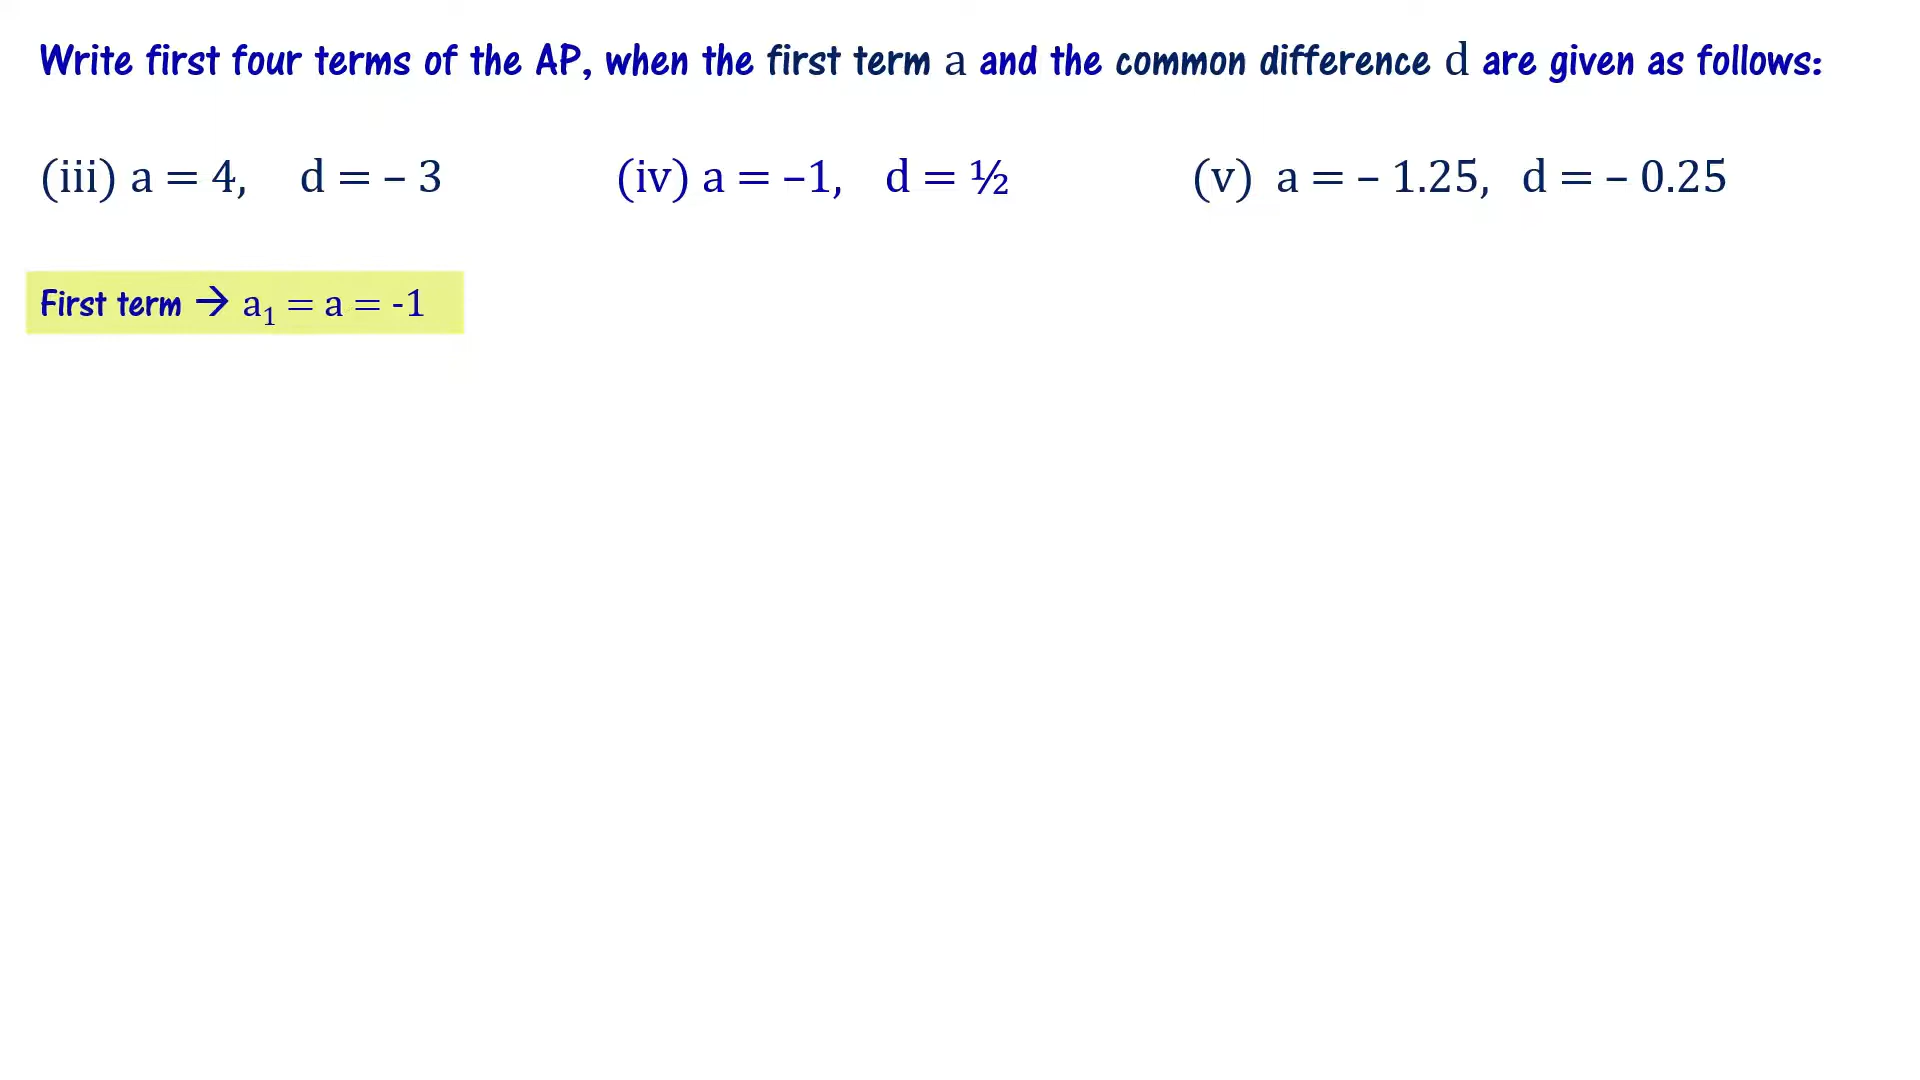 Write first four terms of the AP, when the first term a and the common difference d are given as follows:
(iii) a = 4, d = – 3 (iv) a = –1, d = ½ (v) a = – 1.25, d = – 0.25
First term → a₁ = a = -1